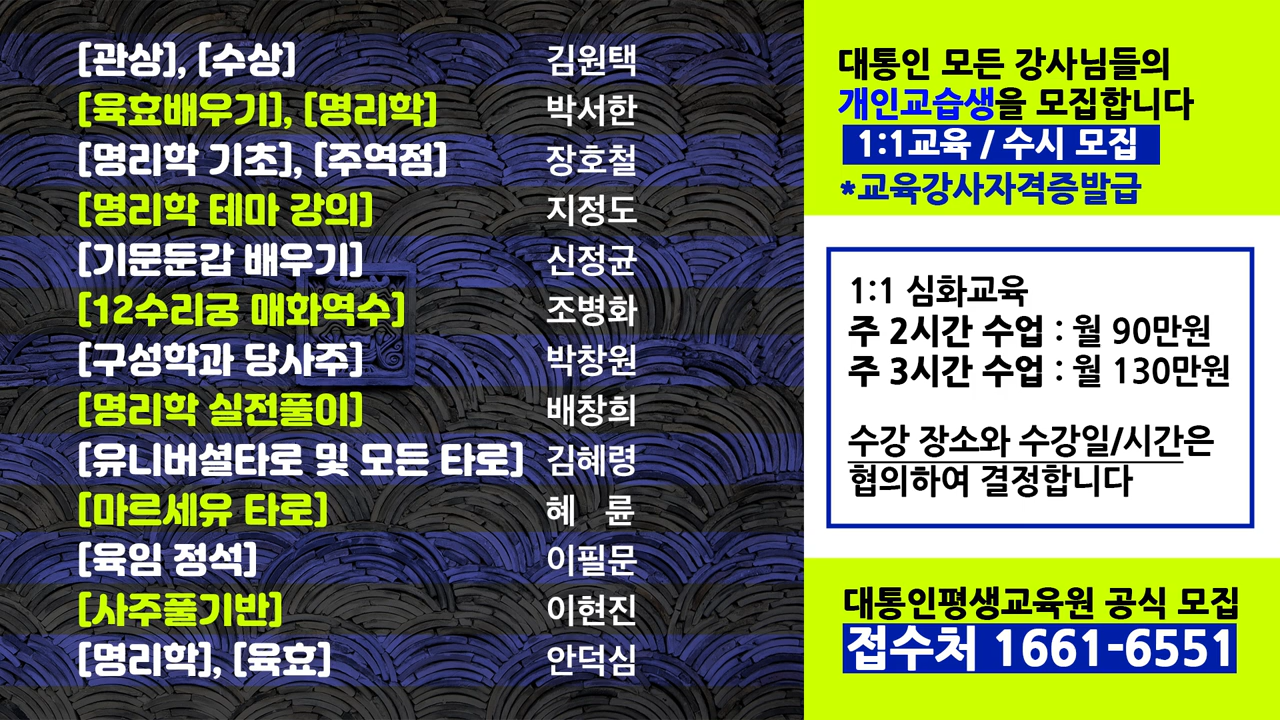 [관상], [수상] 김원택
[육효배우기], [명리학] 박서한
[명리학 기초], [주역점] 장호철
[명리학 테마 강의] 지정도
[기문둔갑 배우기] 신정균
[12수리궁 매화역수] 조병화
[구성학과 당사주] 박창원
[명리학 실전풀이] 배창희
[유니버셜타로 및 모든 타로] 김혜령
[마르세유 타로] 혜 륜
[육임 정석] 이필문
[사주풀기반] 이현진
[명리학], [육효] 안덕심
대통인 모든 강사님들의
개인교습생을 모집합니다
1:1교육 / 수시 모집
*교육강사자격증발급
1:1 심화교육
주 2시간 수업 : 월 90만원
주 3시간 수업 : 월 130만원
수강 장소와 수강일/시간은
협의하여 결정합니다
대통인평생교육원 공식 모집
접수처 1661-6551